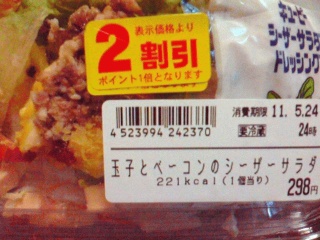 表示価格より
2割引
ポイント1倍となります
キユーピー
シーザーサラダ
ドレッシング
消費期限 11. 5.24
要冷蔵 24時
4 523994 242370
玉子とベーコンのシーザーサラダ
221kcal(1個当り)
298円